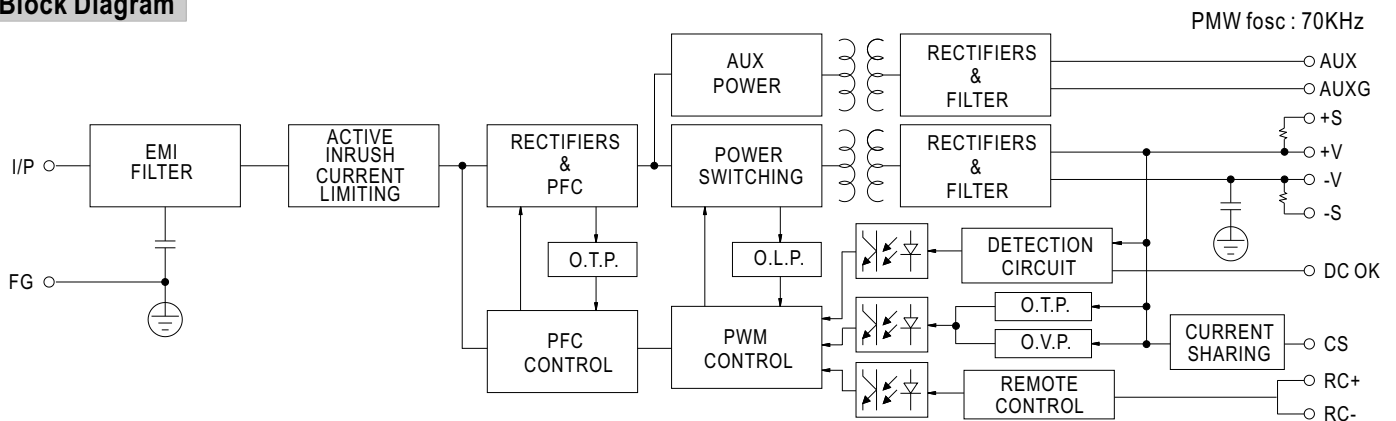 Block Diagram
PMW fosc : 70KHz
I/P
FG
EMI
FILTER
ACTIVE
INRUSH
CURRENT
LIMITING
RECTIFIERS
&
PFC
O.T.P.
PFC
CONTROL
AUX
POWER
POWER
SWITCHING
O.L.P.
PWM
CONTROL
RECTIFIERS
&
FILTER
RECTIFIERS
&
FILTER
DETECTION
CIRCUIT
O.T.P.
O.V.P.
REMOTE
CONTROL
CURRENT
SHARING
AUX
AUXG
+S
+V
-V
-S
DC OK
CS
RC+
RC-